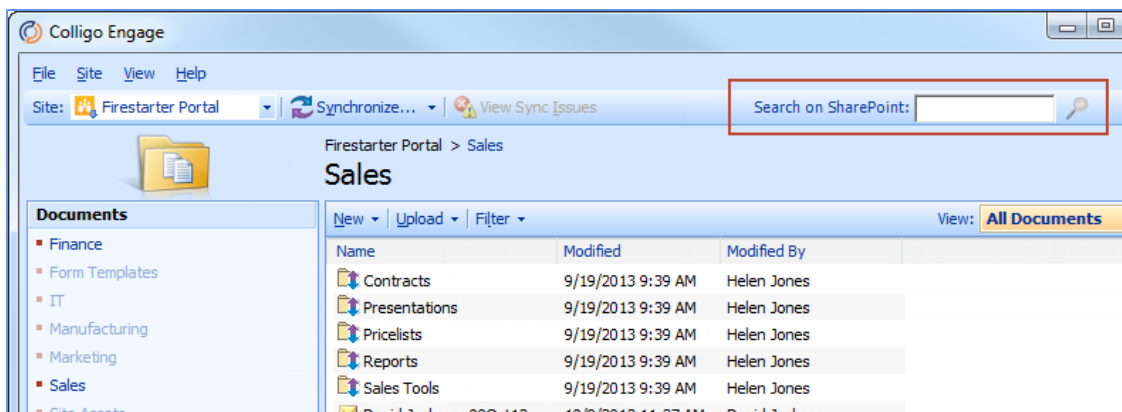 Colligo Engage
File Site View Help
Site: Firestarter Portal Synchronize... View Sync Issues Search on SharePoint:
Firestarter Portal > Sales
Sales
Documents
New Upload Filter View: All Documents
Finance
Name Modified Modified By
Form Templates
Contracts 9/19/2013 9:39 AM Helen Jones
IT
Presentations 9/19/2013 9:39 AM Helen Jones
Manufacturing
Pricelists 9/19/2013 9:39 AM Helen Jones
Marketing
Reports 9/19/2013 9:39 AM Helen Jones
Sales
Sales Tools 9/19/2013 9:39 AM Helen Jones
Site Assets